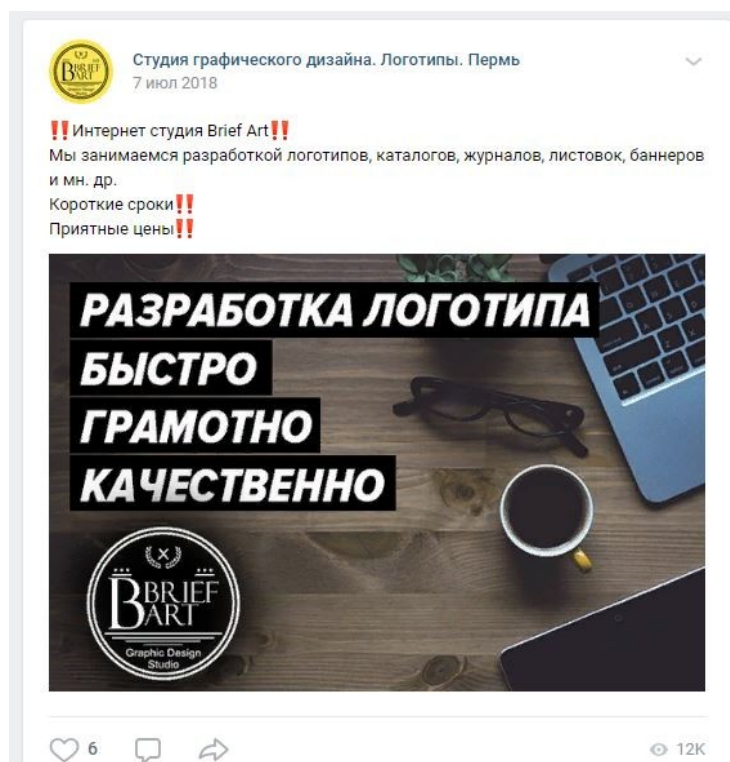 Студия графического дизайна. Логотипы. Пермь
7 июл 2018
‼Интернет студия Brief Art‼
Мы занимаемся разработкой логотипов, каталогов, журналов, листовок, баннеров
и мн. др.
Короткие сроки‼
Приятные цены‼
РАЗРАБОТКА ЛОГОТИПА
БЫСТРО
ГРАМОТНО
КАЧЕСТВЕННО
BRIEF
ART
Graphic Design
Studio
6
12K